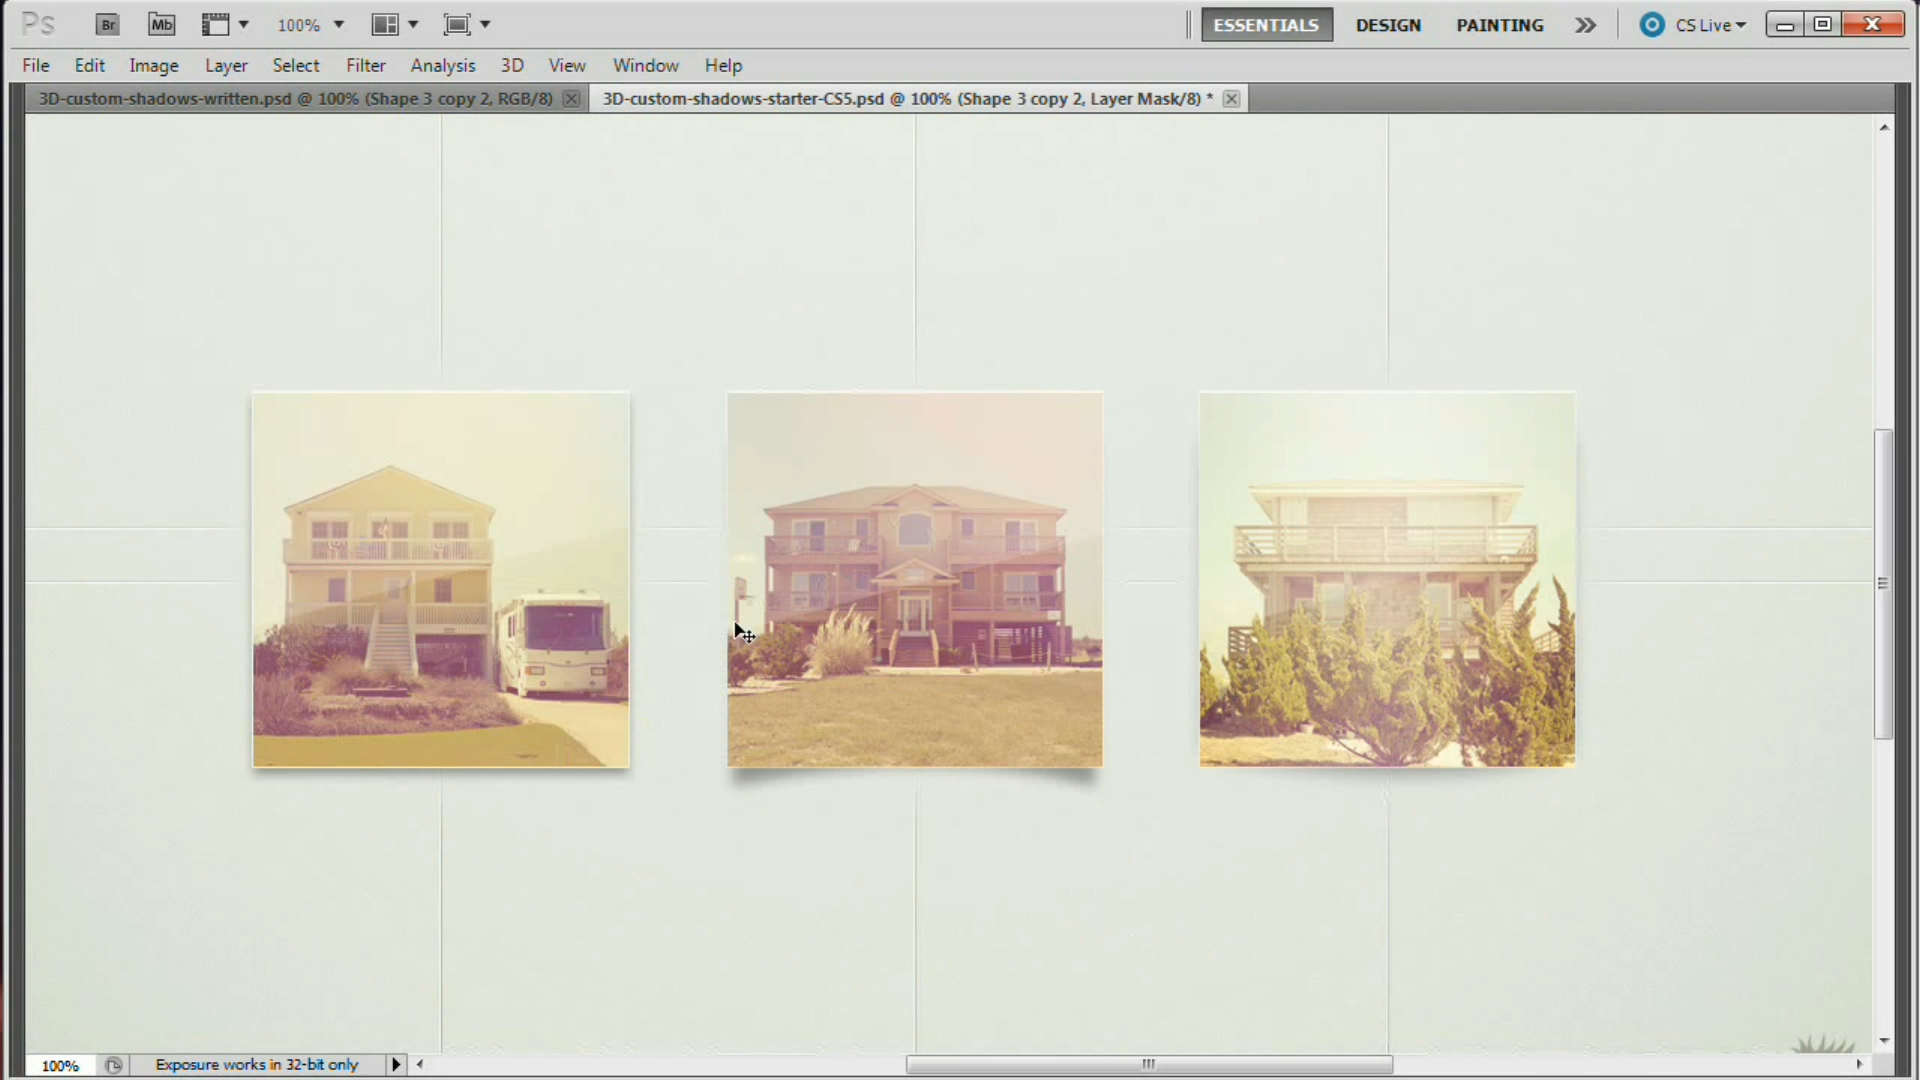 Ps Br Mb 100% ESSENTIALS DESIGN PAINTING CS Live
File Edit Image Layer Select Filter Analysis 3D View Window Help
3D-custom-shadows-written.psd @ 100% (Shape 3 copy 2, RGB/8) 3D-custom-shadows-starter-CS5.psd @ 100% (Shape 3 copy 2, Layer Mask/8) *
100% Exposure works in 32-bit only